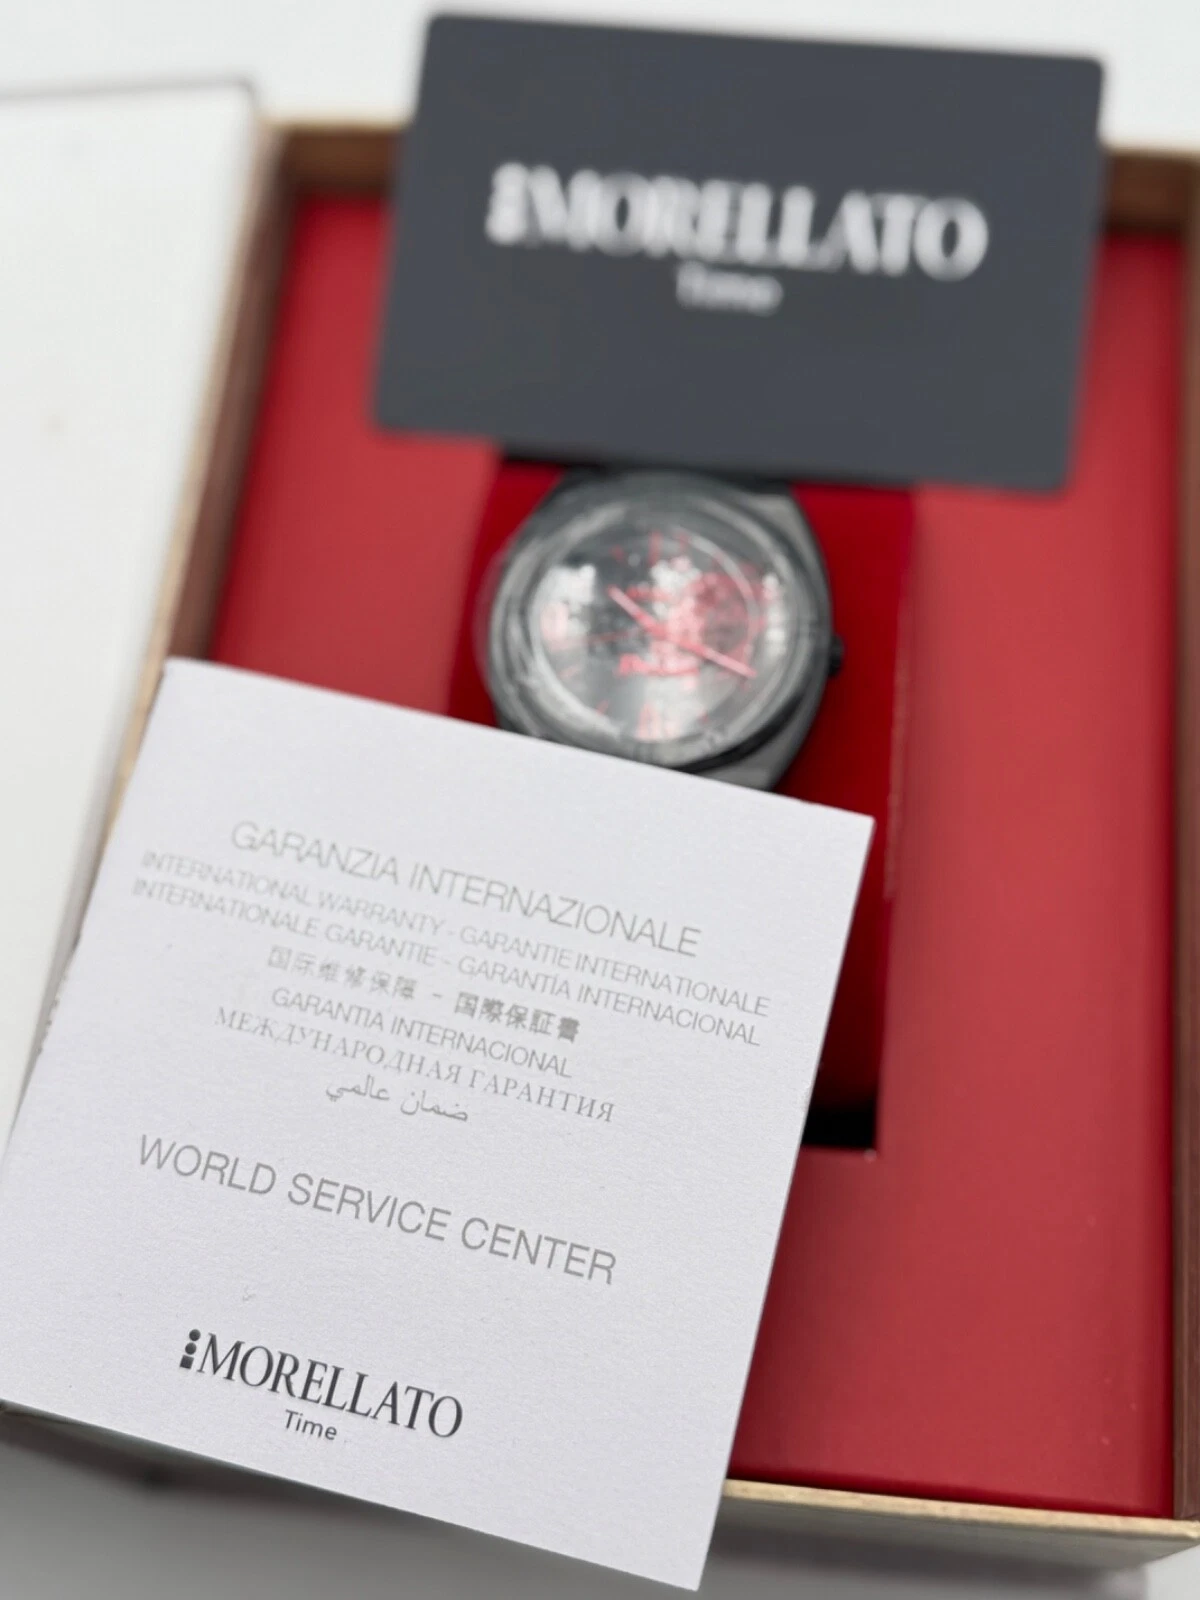 MORELLATO
Time
GARANZIA INTERNAZIONALE
INTERNATIONAL WARRANTY - GARANTIE INTERNATIONALE
INTERNATIONALE GARANTIE - GARANTÍA INTERNACIONAL
国际维修保障 - 国際保証書
GARANTIA INTERNACIONAL
МЕЖДУНАРОДНАЯ ГАРАНТИЯ
ضمان عالمي
WORLD SERVICE CENTER
MORELLATO
Time